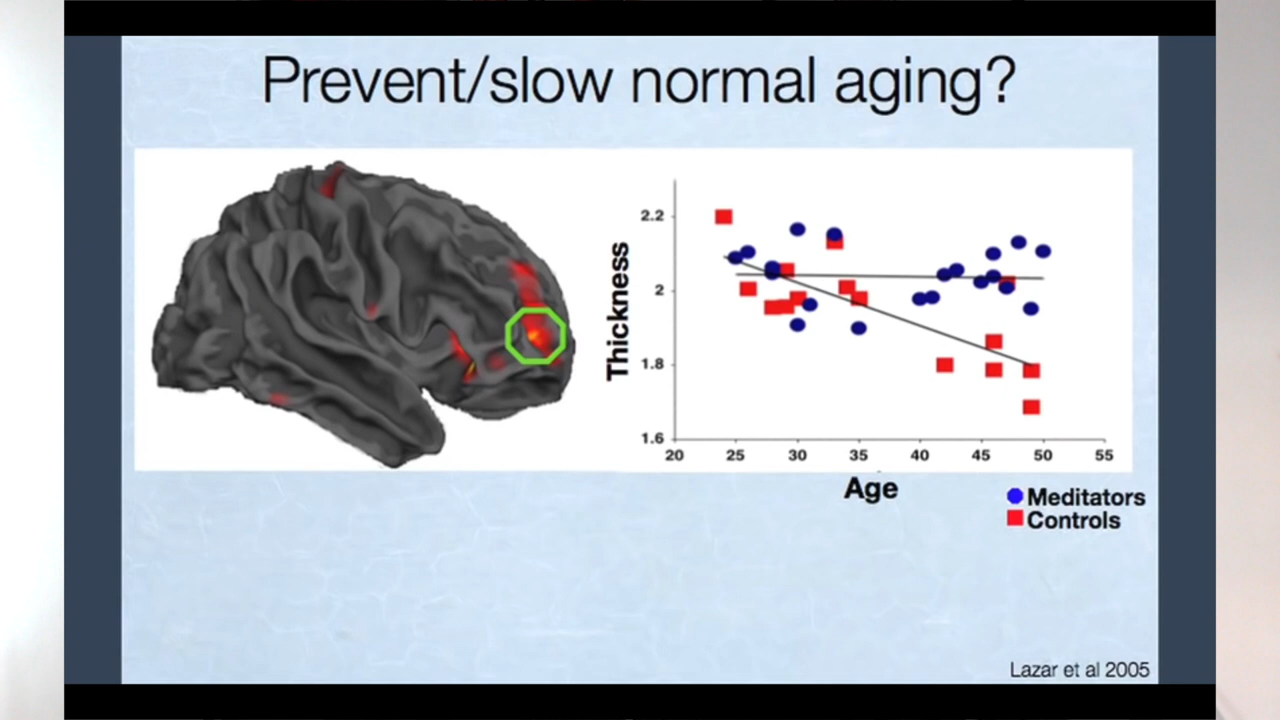 Prevent/slow normal aging?
Thickness
2.2
2
1.8
1.6
20 25 30 35 40 45 50 55
Age
Meditators
Controls
Lazar et al 2005